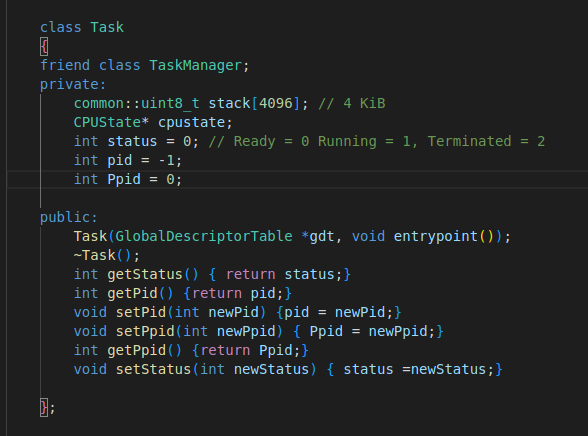 class Task
{
friend class TaskManager;
private:
    common::uint8_t stack[4096]; // 4 KiB
    CPUState* cpustate;
    int status = 0; // Ready = 0 Running = 1, Terminated = 2
    int pid = -1;
    int Ppid = 0;
public:
    Task(GlobalDescriptorTable *gdt, void entrypoint());
    ~Task();
    int getStatus() { return status;}
    int getPid() {return pid;}
    void setPid(int newPid) {pid = newPid;}
    void setPpid(int newPpid) { Ppid = newPpid;}
    int getPpid() {return Ppid;}
    void setStatus(int newStatus) { status =newStatus;}
};